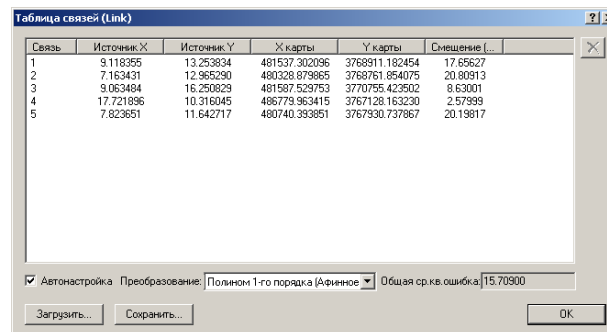 Таблица связей (Link)
Связь Источник X Источник Y X карты Y карты Смещение (...
1 9.118355 13.253834 481537.302096 3768911.182454 17.65627
2 7.163431 12.965290 480328.879865 3768761.854075 20.80913
3 9.063484 16.250829 481587.529753 3770755.423502 8.63001
4 17.721896 10.316045 486779.963415 3767128.163230 2.57999
5 7.823651 11.642717 480740.393851 3767930.737867 20.19817
Автонастройка Преобразование: Полином 1-го порядка (Афинное Общая ср.кв.ошибка: 15.70900
Загрузить... Сохранить... OK